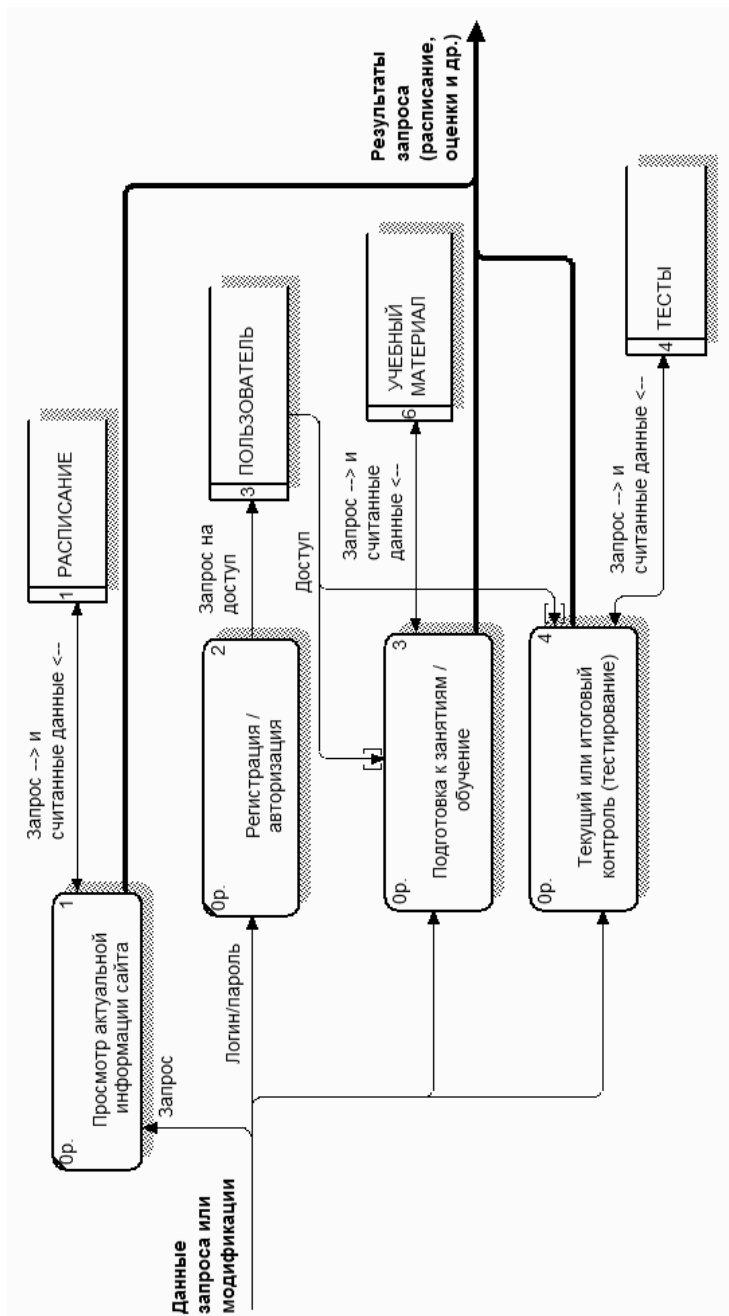 Данные
запроса или
модификации
Запрос
0р.
1
Просмотр актуальной
информации сайта
Запрос --> и
считанные данные <--
1
РАСПИСАНИЕ
Логин/пароль
0р.
2
Регистрация /
авторизация
Запрос на
доступ
3
ПОЛЬЗОВАТЕЛЬ
Доступ
0р.
3
Подготовка к занятиям /
обучение
Запрос --> и
считанные
данные <--
6
УЧЕБНЫЙ
МАТЕРИАЛ
0р.
4
Текущий или итоговый
контроль (тестирование)
Запрос --> и
считанные данные <--
4
ТЕСТЫ
Результаты
запроса
(расписание,
оценки и др.)